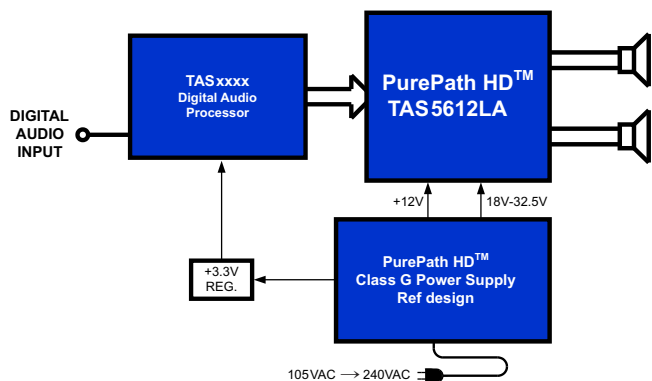 TASxxxx
Digital Audio
Processor
PurePath HD™
TAS5612LA
DIGITAL
AUDIO
INPUT
+12V
18V-32.5V
+3.3V
REG.
PurePath HD™
Class G Power Supply
Ref design
105VAC → 240VAC